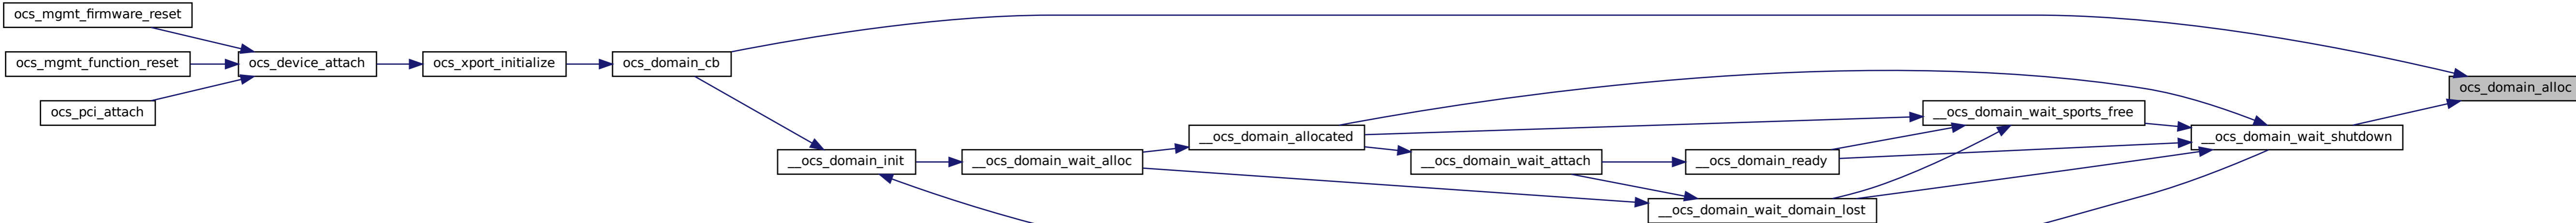 ocs_mgmt_firmware_reset
ocs_mgmt_function_reset
ocs_pci_attach
ocs_device_attach
ocs_xport_initialize
ocs_domain_cb
__ocs_domain_init
__ocs_domain_wait_alloc
__ocs_domain_allocated
__ocs_domain_wait_attach
__ocs_domain_wait_domain_lost
__ocs_domain_ready
__ocs_domain_wait_sports_free
__ocs_domain_wait_shutdown
ocs_domain_alloc